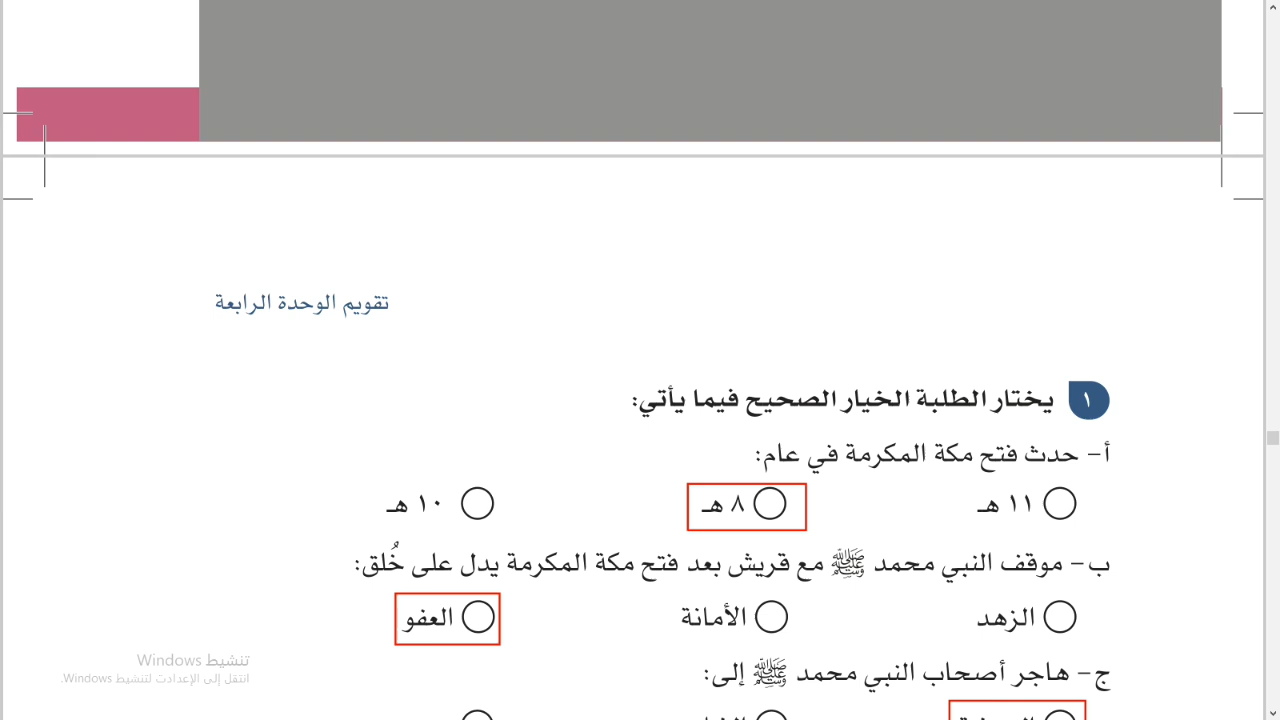 تقويم الوحدة الرابعة
١ يختار الطلبة الخيار الصحيح فيما يأتي:
أ- حدث فتح مكة المكرمة في عام:
١١ هـ ٨ هـ ١٠ هـ
ب- موقف النبي محمد ﷺ مع قريش بعد فتح مكة المكرمة يدل على خُلق:
الزهد الأمانة العفو
ج- هاجر أصحاب النبي محمد ﷺ إلى:
تنشيط Windows
انتقل إلى الإعدادت لتنشيط Windows.